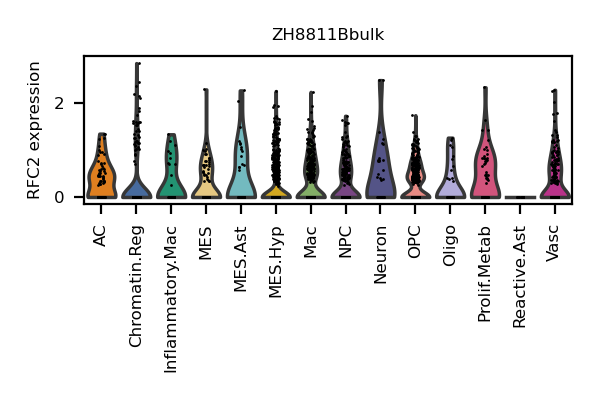 ZH8811Bbulk
RFC2 expression
2
0
AC
Chromatin.Reg
Inflammatory.Mac
MES
MES.Ast
MES.Hyp
Mac
NPC
Neuron
OPC
Oligo
Prolif.Metab
Reactive.Ast
Vasc